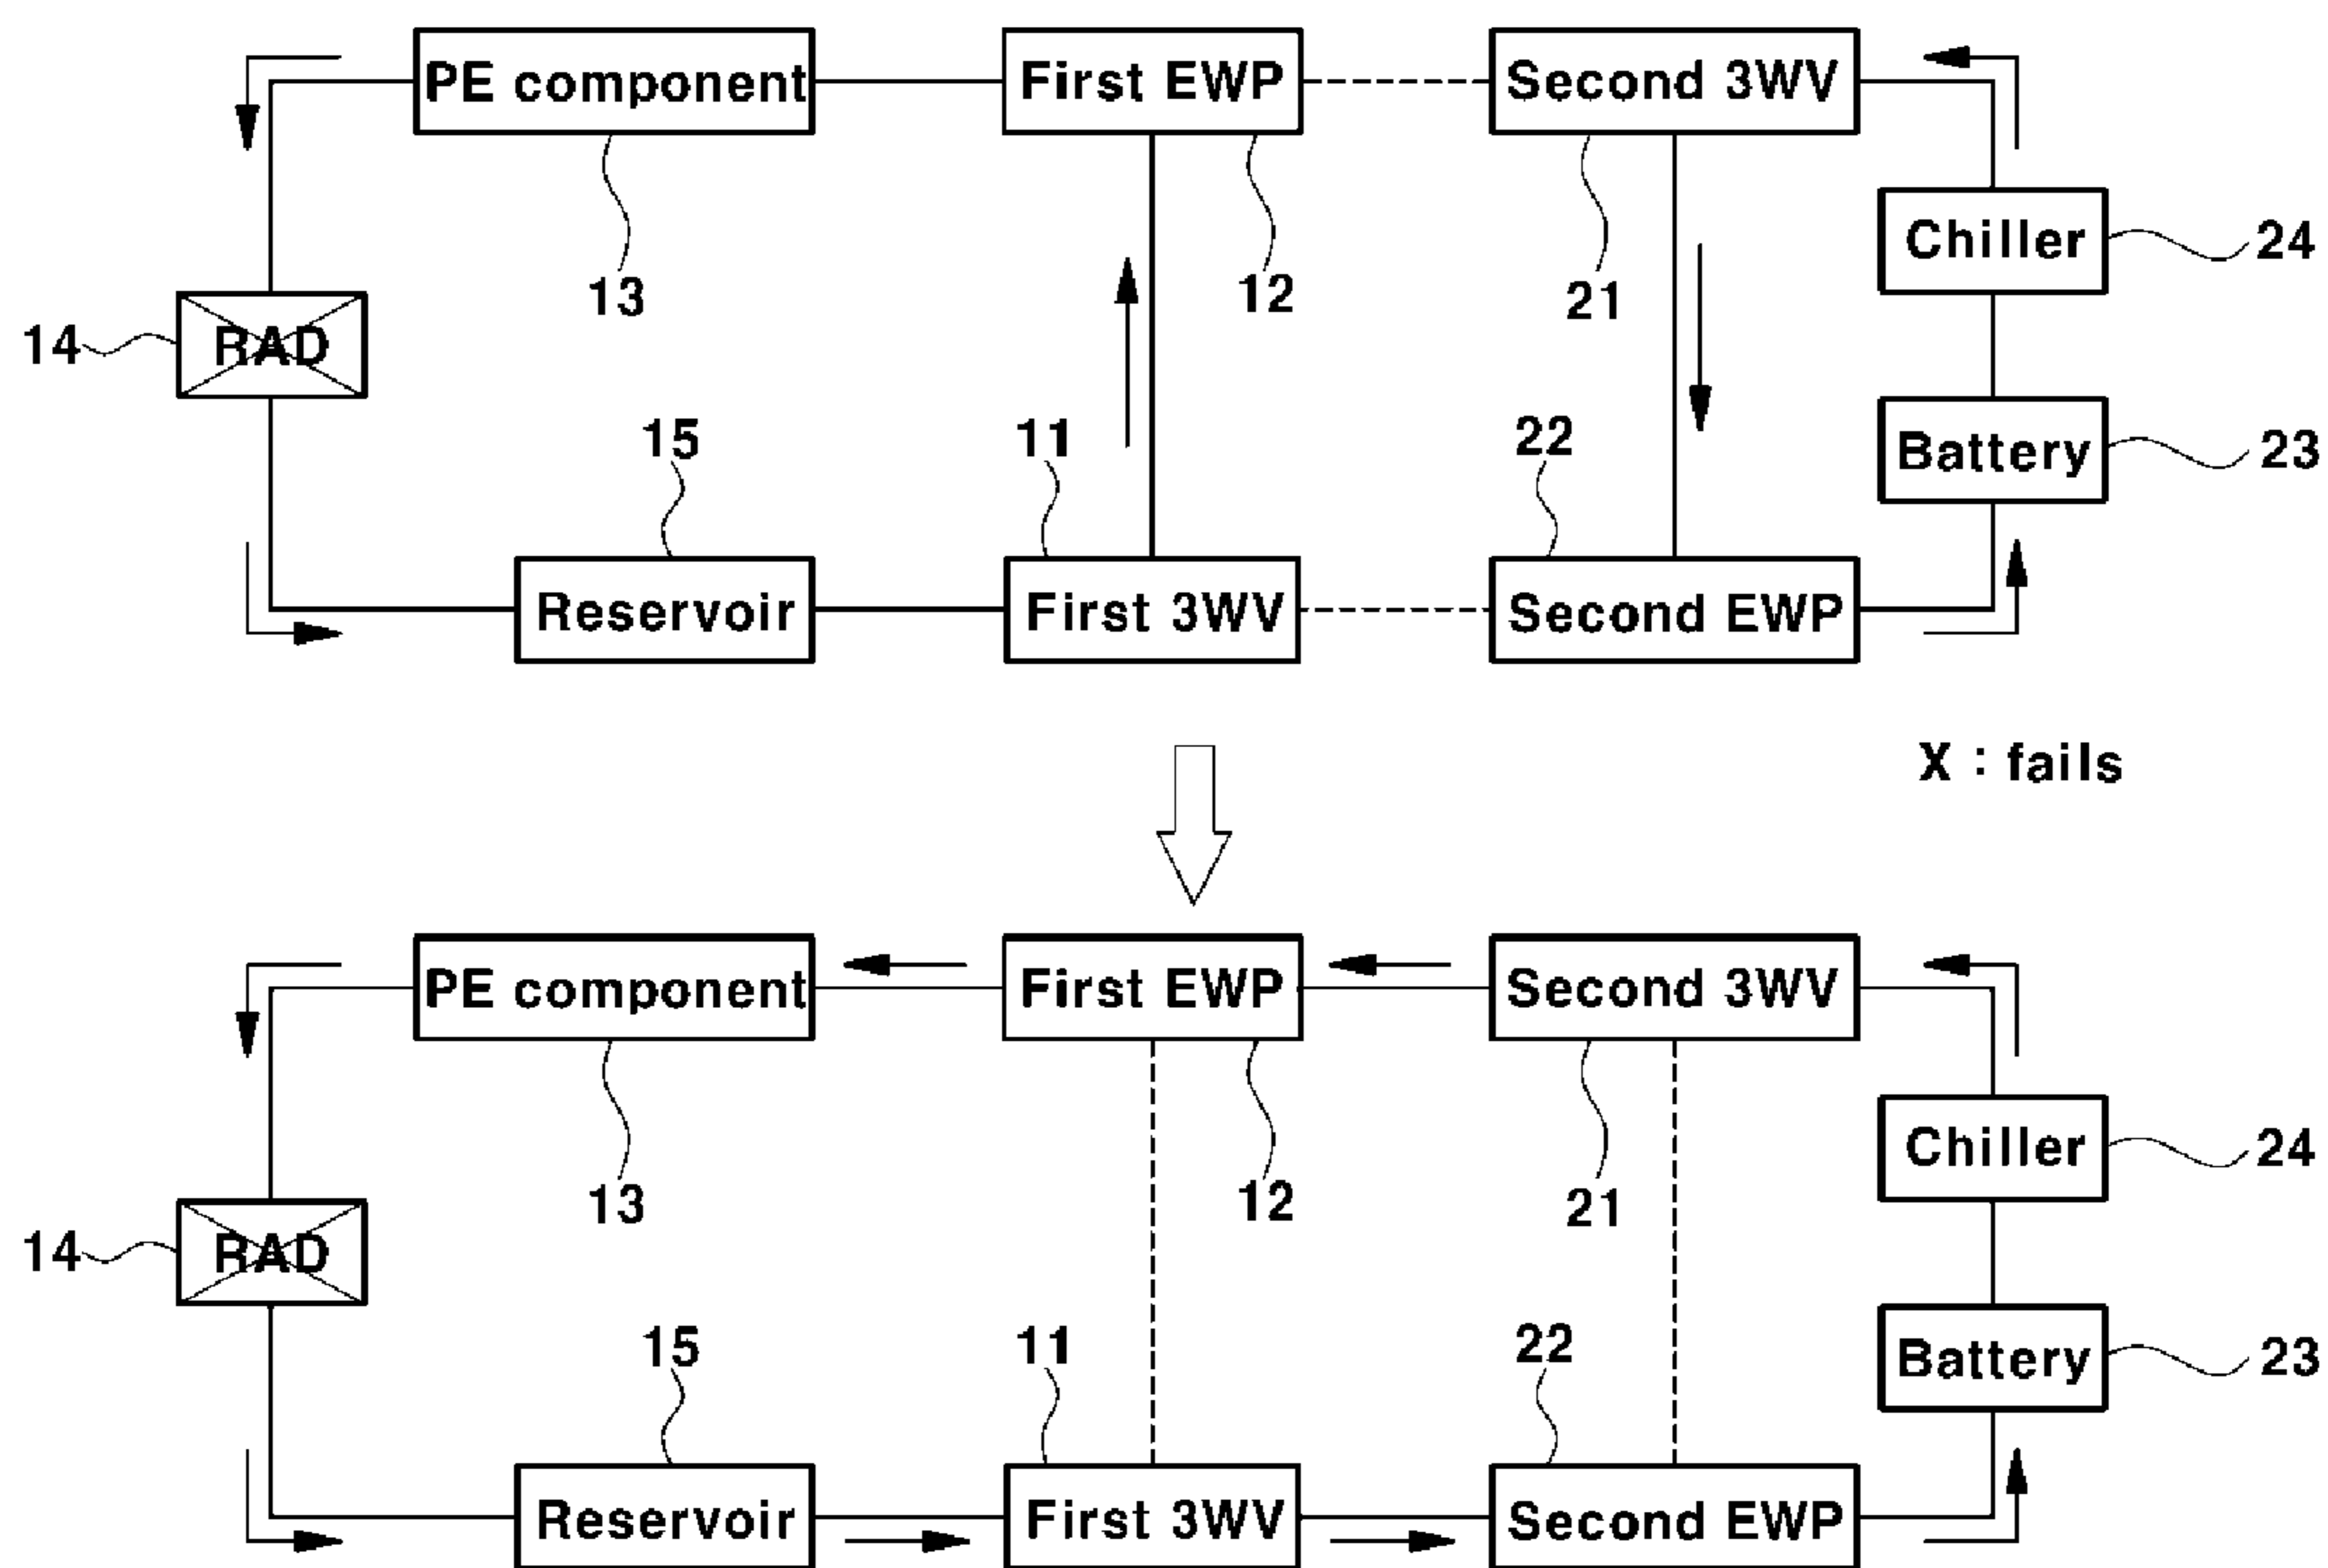 PE component
First EWP
Second 3WV
Chiller
24
13
12
21
14
RAD
15
11
22
Battery
23
Reservoir
First 3WV
Second EWP
X : fails
PE component
First EWP
Second 3WV
Chiller
24
13
12
21
14
RAD
15
11
22
Battery
23
Reservoir
First 3WV
Second EWP